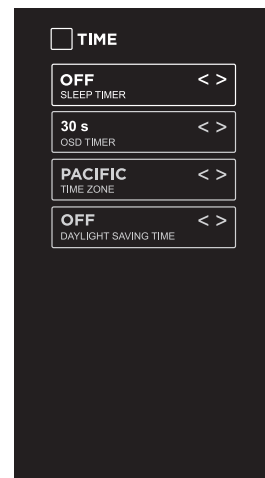 TIME
OFF < >
SLEEP TIMER
30 s < >
OSD TIMER
PACIFIC < >
TIME ZONE
OFF < >
DAYLIGHT SAVING TIME